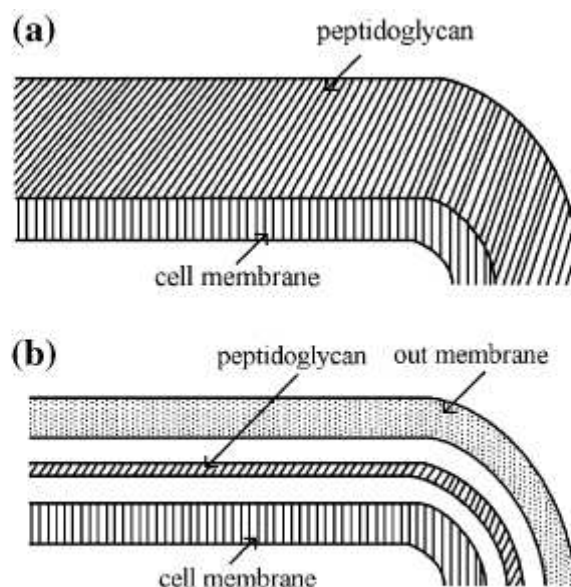 (a)
peptidoglycan
cell membrane
(b)
peptidoglycan out membrane
cell membrane